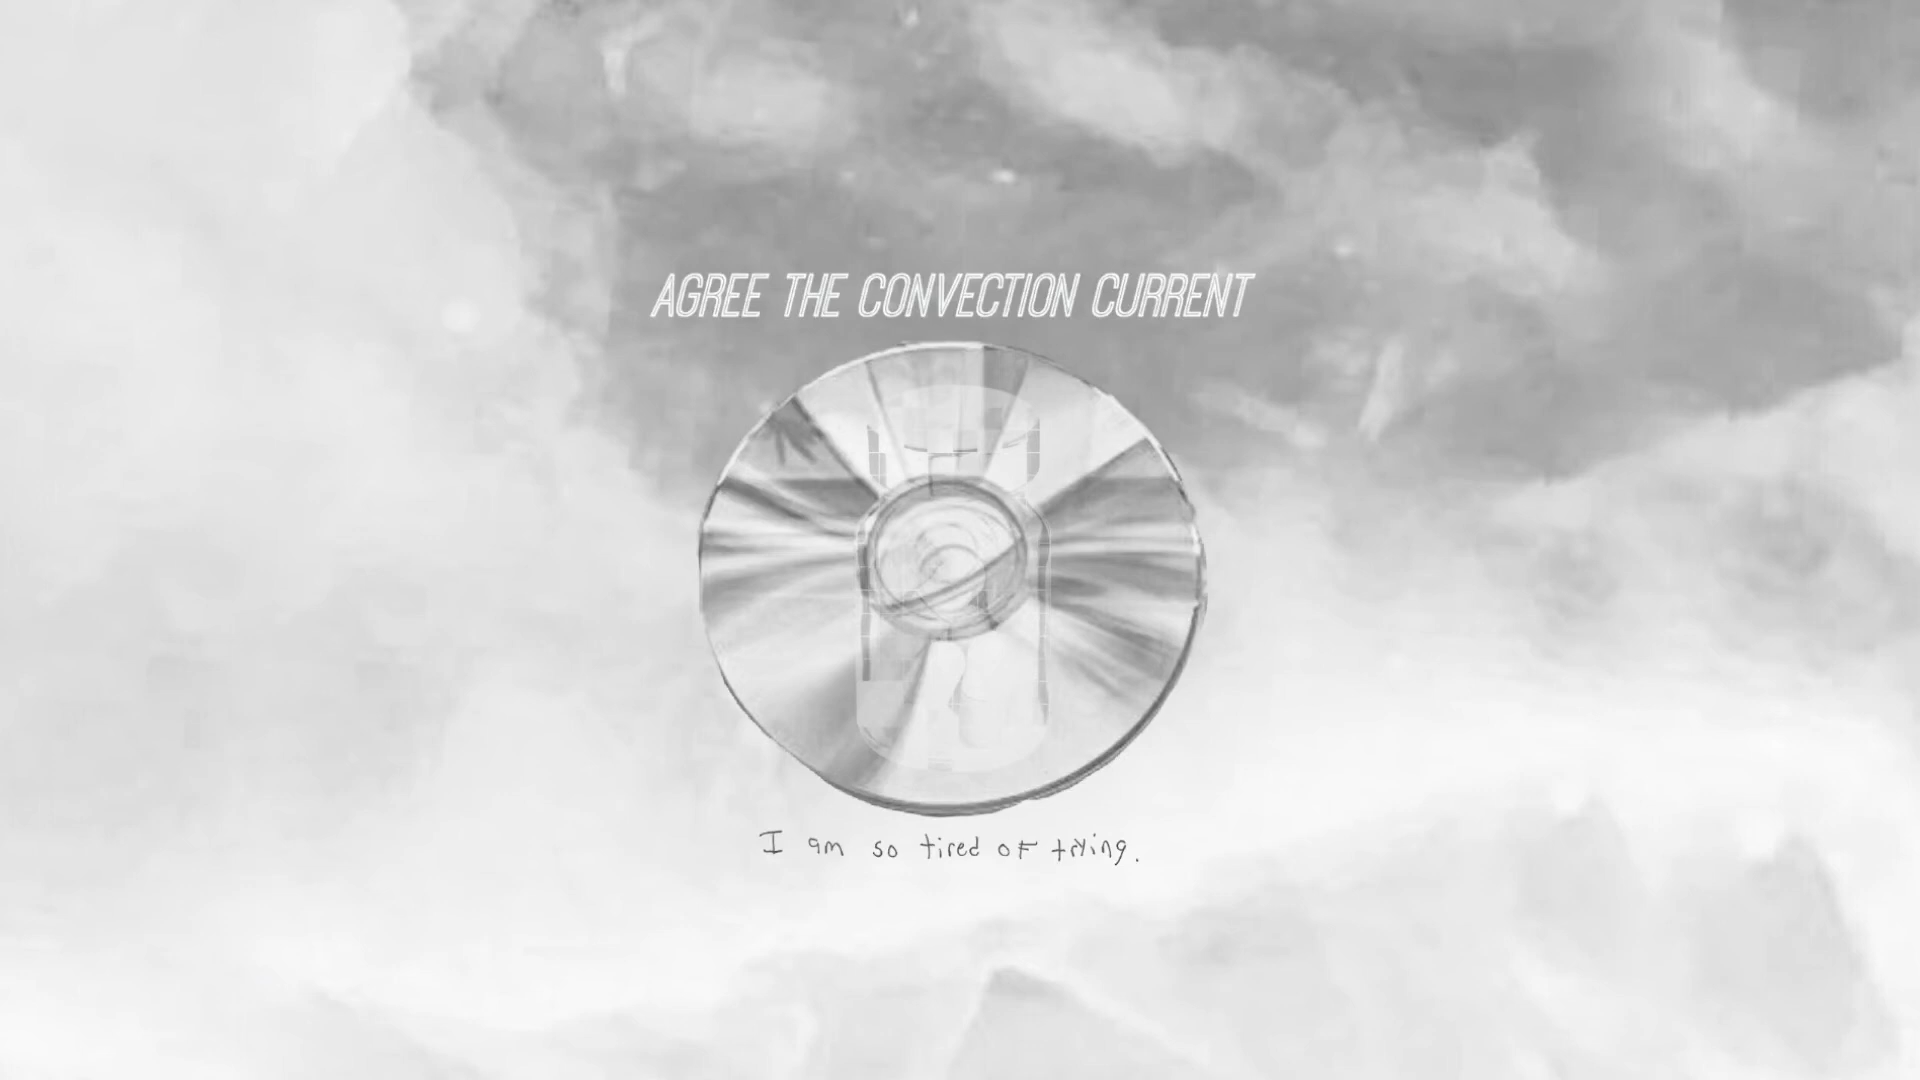 AGREE THE CONVECTION CURRENT
I am so tired of trying.